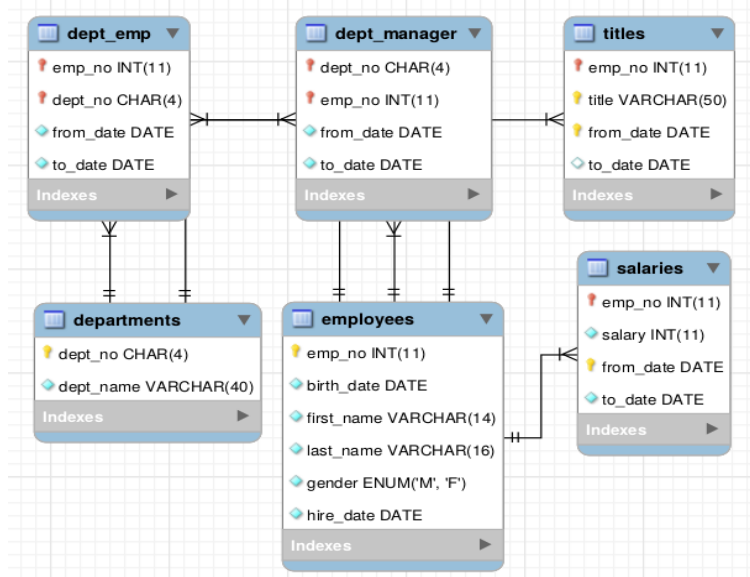 dept_emp
emp_no INT(11)
dept_no CHAR(4)
from_date DATE
to_date DATE
Indexes
dept_manager
dept_no CHAR(4)
emp_no INT(11)
from_date DATE
to_date DATE
Indexes
titles
emp_no INT(11)
title VARCHAR(50)
from_date DATE
to_date DATE
Indexes
departments
dept_no CHAR(4)
dept_name VARCHAR(40)
Indexes
employees
emp_no INT(11)
birth_date DATE
first_name VARCHAR(14)
last_name VARCHAR(16)
gender ENUM('M', 'F')
hire_date DATE
Indexes
salaries
emp_no INT(11)
salary INT(11)
from_date DATE
to_date DATE
Indexes